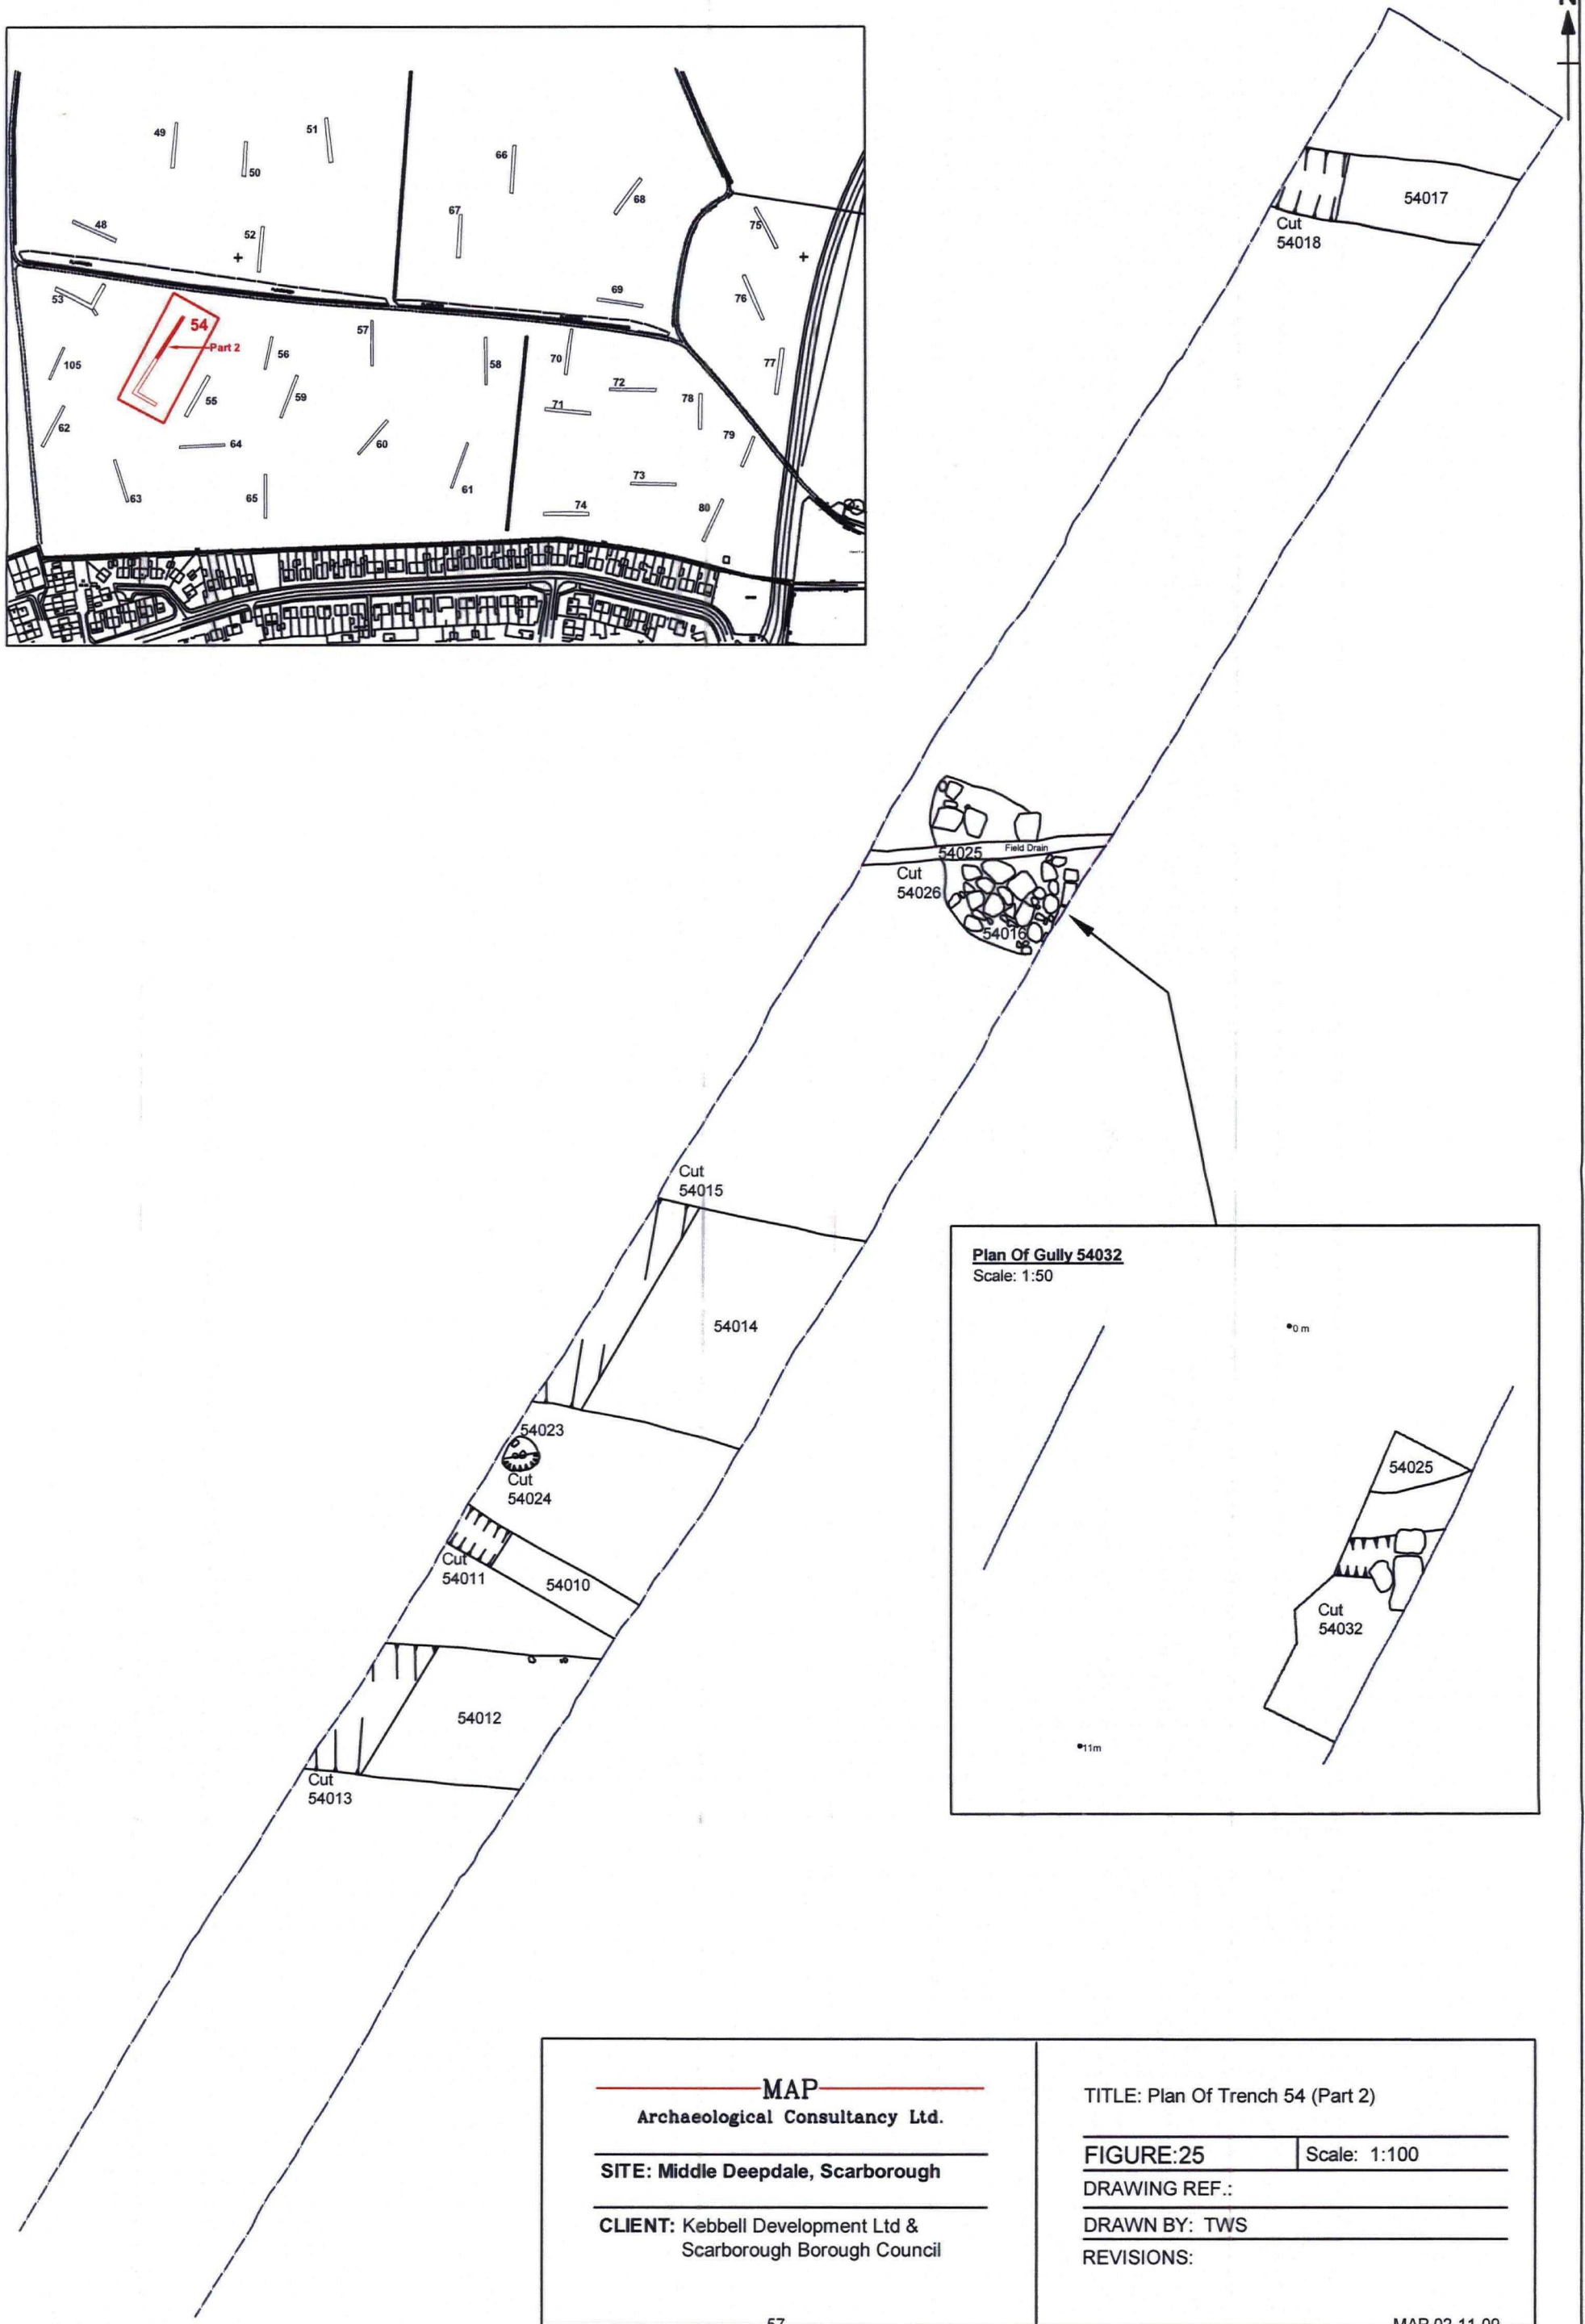 N
49
51
50
66
68
48
52
67
75
53
69
76
54
Part 2
57
56
58
70
77
105
55
59
72
71
78
62
64
60
79
63
65
61
73
74
80
54017
Cut
54018
54025
Field Drain
Cut
54026
54016
Cut
54015
54014
54023
Cut
54024
Cut
54011
54010
54012
Cut
54013
Plan Of Gully 54032
Scale: 1:50
0 m
54025
Cut
54032
11m
MAP
Archaeological Consultancy Ltd.
SITE: Middle Deepdale, Scarborough
CLIENT: Kebbell Development Ltd &
Scarborough Borough Council
TITLE: Plan Of Trench 54 (Part 2)
FIGURE:25
Scale: 1:100
DRAWING REF.:
DRAWN BY: TWS
REVISIONS:
57